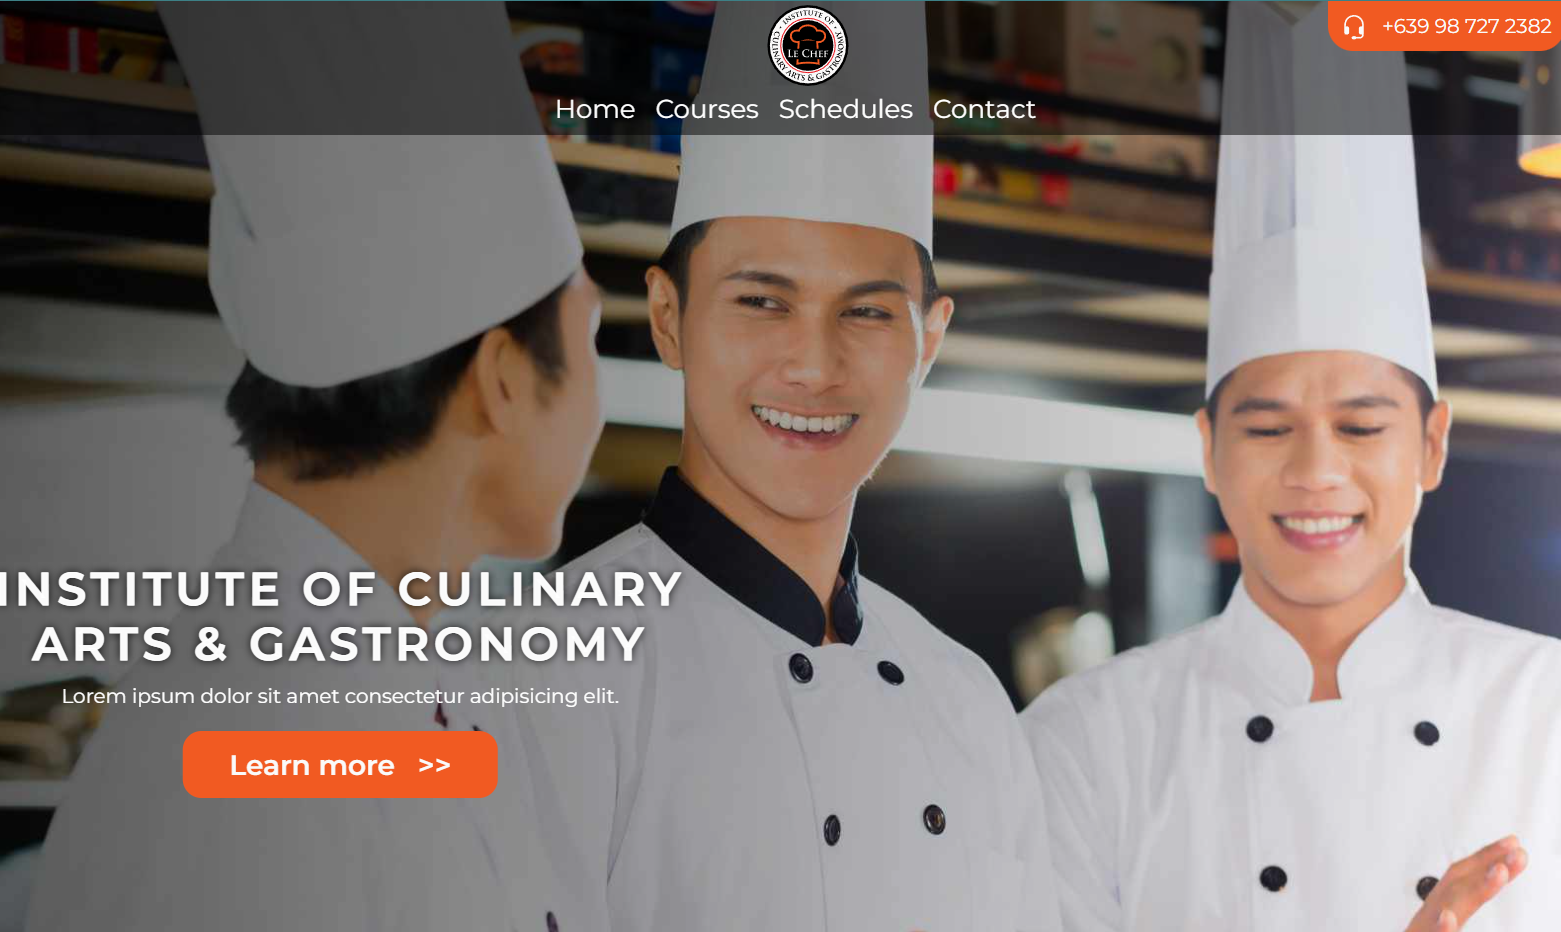 INSTITUTE OF
LE CHEF
CULINARY ARTS & GASTRONOMY
+639 98 727 2382
Home Courses Schedules Contact
INSTITUTE OF CULINARY
ARTS & GASTRONOMY
Lorem ipsum dolor sit amet consectetur adipisicing elit.
Learn more >>